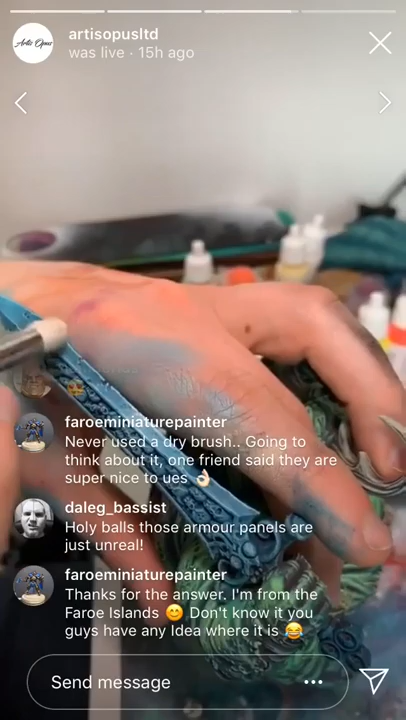 artisopusltd
was live · 15h ago
Artis Opus
faroeminiaturepainter
Never used a dry brush.. Going to
think about it, one friend said they are
super nice to ues 👌🏻
daleg_bassist
Holy balls those armour panels are
just unreal!
faroeminiaturepainter
Thanks for the answer. I'm from the
Faroe Islands 😊 Don't know it you
guys have any Idea where it is 😂
Send message